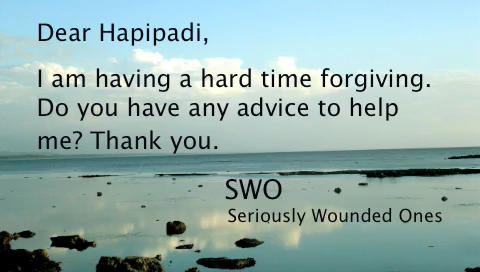 Dear Hapipadi,
I am having a hard time forgiving.
Do you have any advice to help
me? Thank you.
SWO
Seriously Wounded Ones